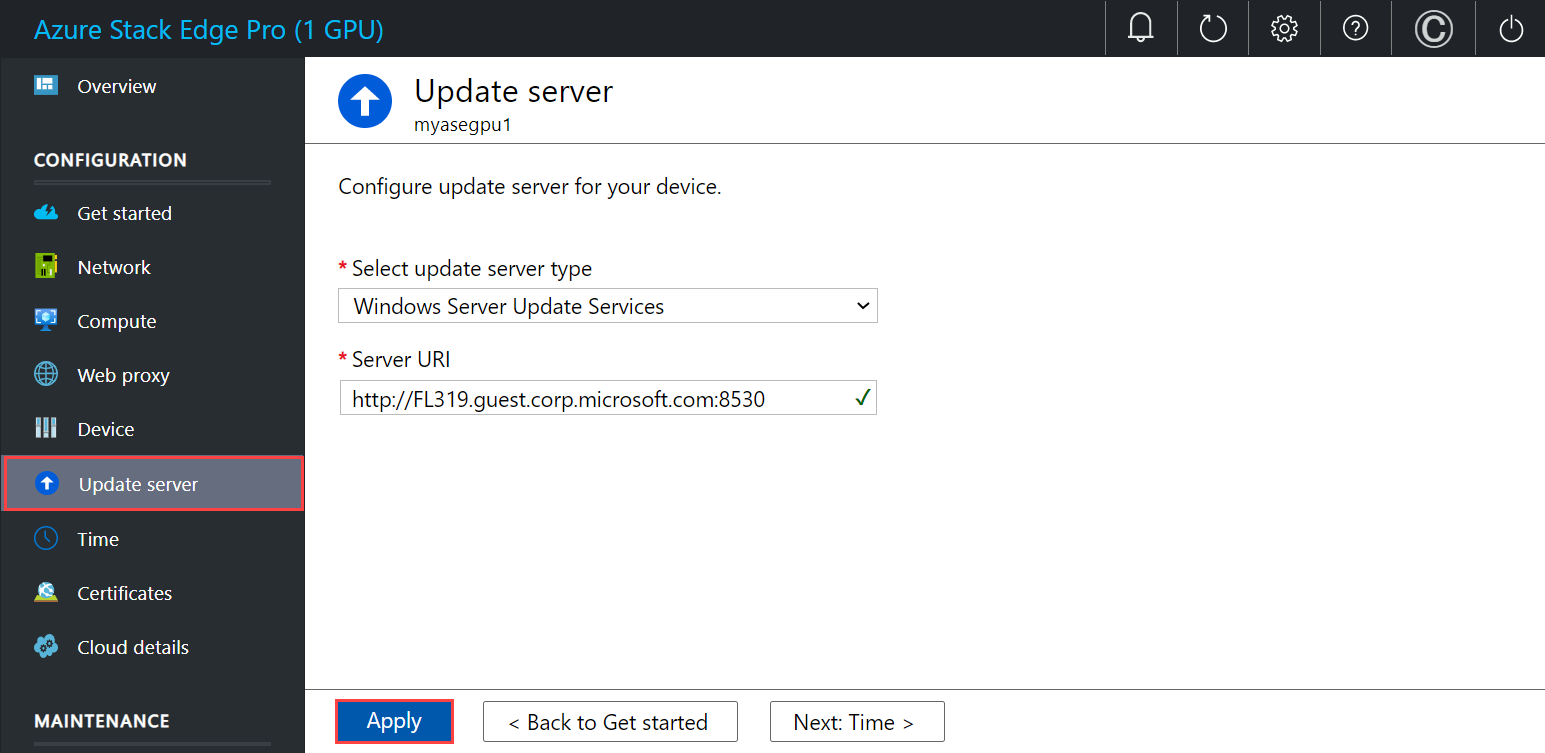 Azure Stack Edge Pro (1 GPU)
Overview
CONFIGURATION
Get started
Network
Compute
Web proxy
Device
Update server
Time
Certificates
Cloud details
MAINTENANCE
Update server
myasegpu1
Configure update server for your device.
* Select update server type
Windows Server Update Services
* Server URI
http://FL319.guest.corp.microsoft.com:8530
Apply
< Back to Get started
Next: Time >